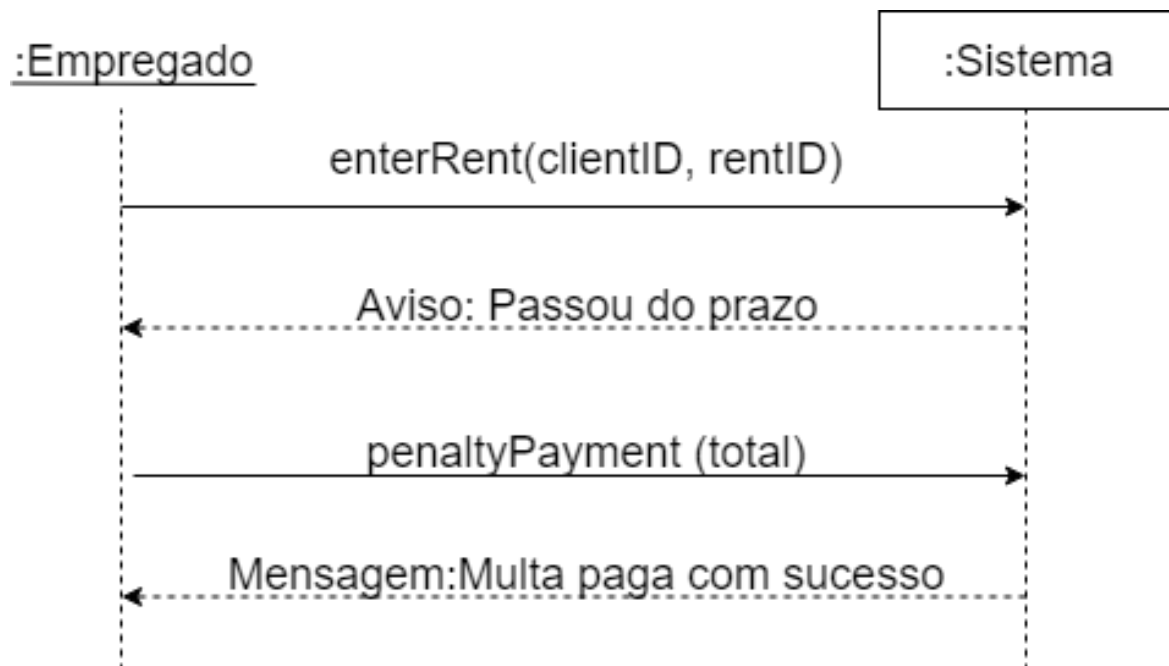 :Empregado
:Sistema
enterRent(clientID, rentID)
Aviso: Passou do prazo
penaltyPayment (total)
Mensagem:Multa paga com sucesso